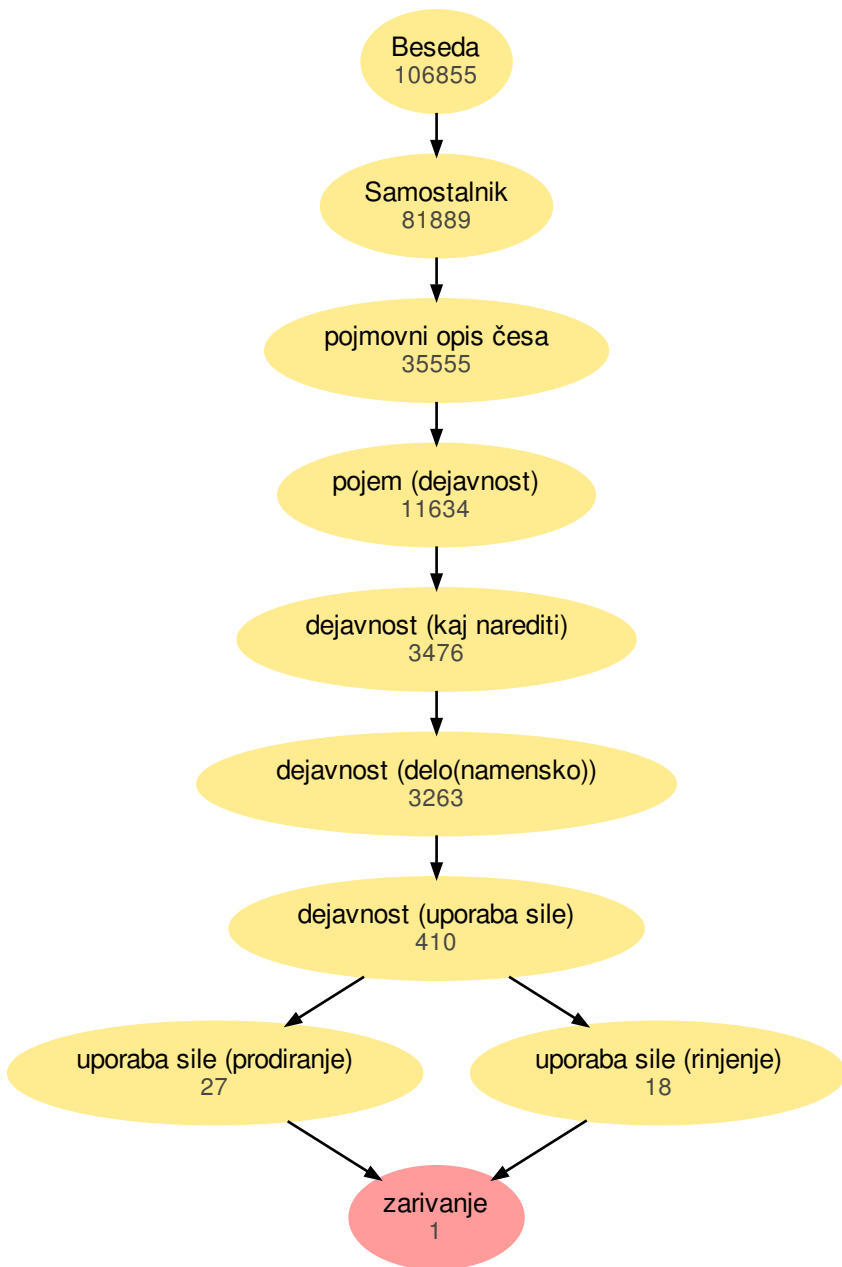 Beseda
106855
Samostalnik
81889
pojmovni opis česa
35555
pojem (dejavnost)
11634
dejavnost (kaj narediti)
3476
dejavnost (delo(namensko))
3263
dejavnost (uporaba sile)
410
uporaba sile (prodiranje)
27
uporaba sile (rinjenje)
18
zarivanje
1